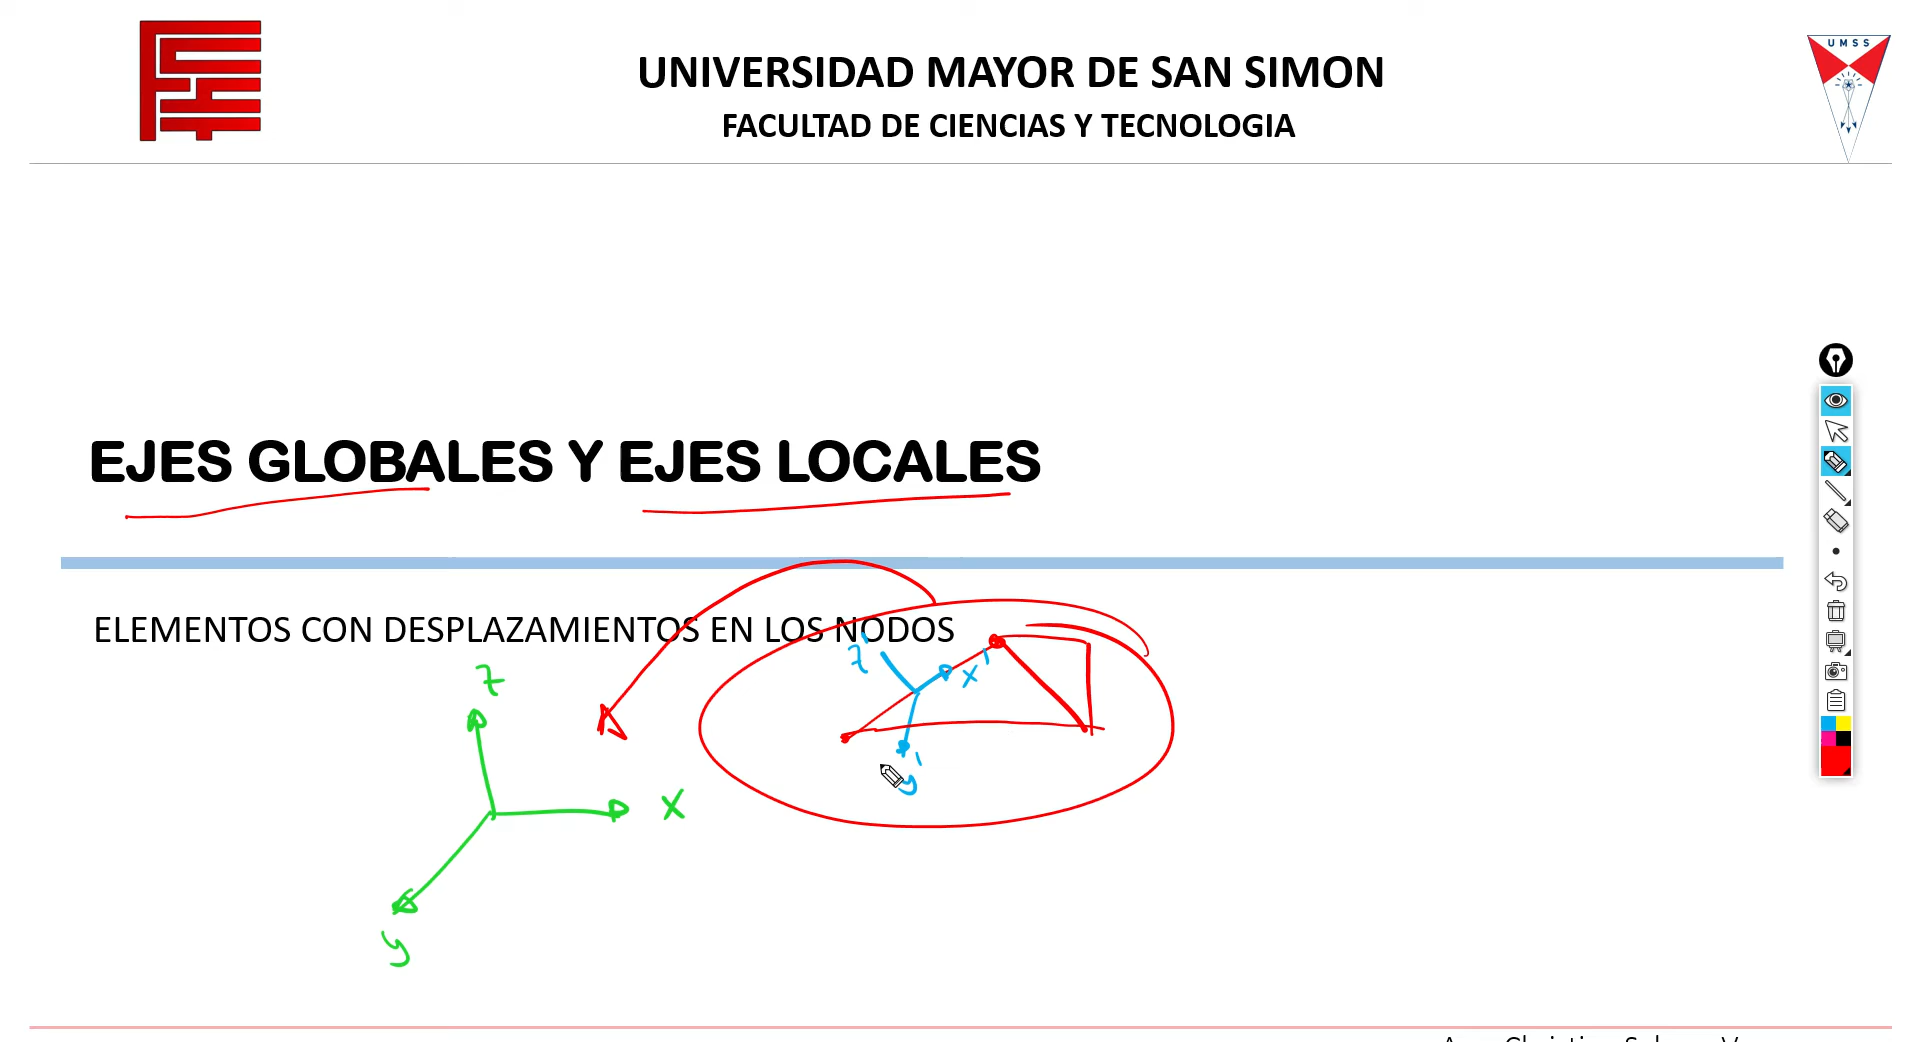 UMSS
UNIVERSIDAD MAYOR DE SAN SIMON
FACULTAD DE CIENCIAS Y TECNOLOGIA
EJES GLOBALES Y EJES LOCALES
ELEMENTOS CON DESPLAZAMIENTOS EN LOS NODOS
z'
x'
y'
z
x
y